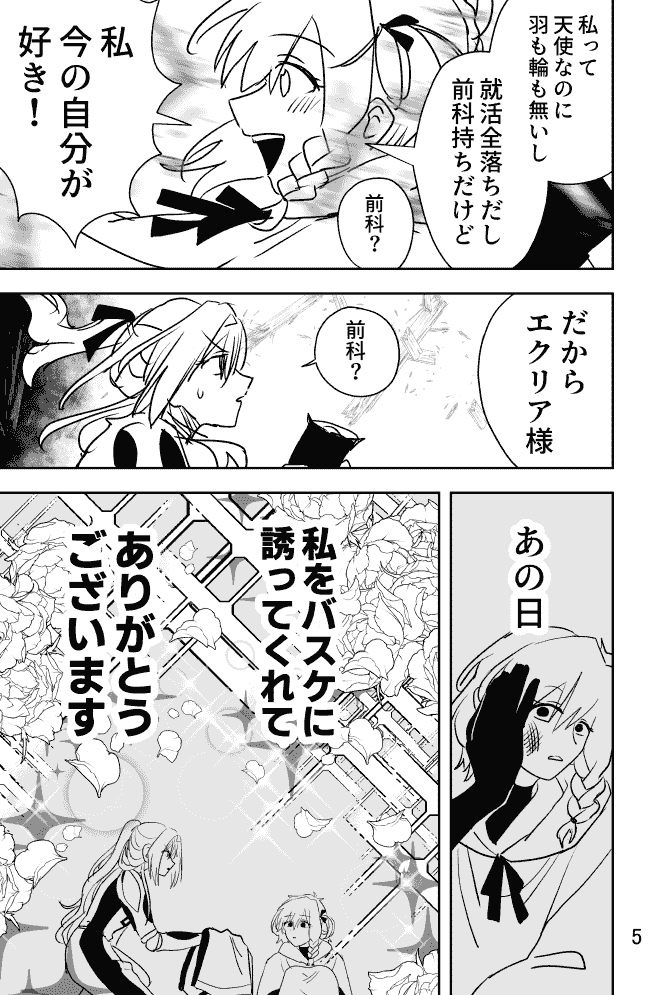 私って
天使なのに
羽も輪も無いし
就活全落ちだし
前科持ちだけど
前科？
私
今の自分が
好き！
だから
エクリア様
前科？
あの日
私をバスケに
誘ってくれて
ありがとう
ございます
5